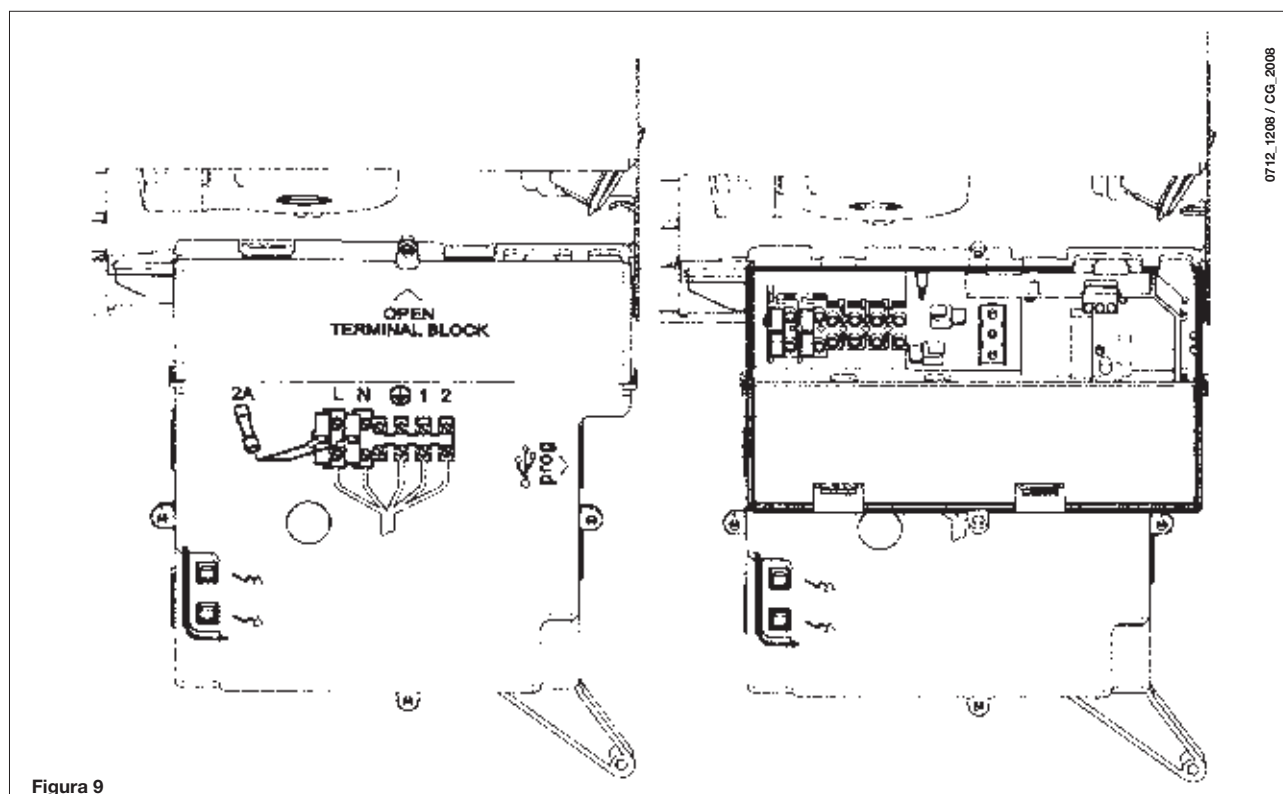 0712_1208 / CG_2008
OPEN
TERMINAL BLOCK
2A
L N 1 2
prog
Figura 9